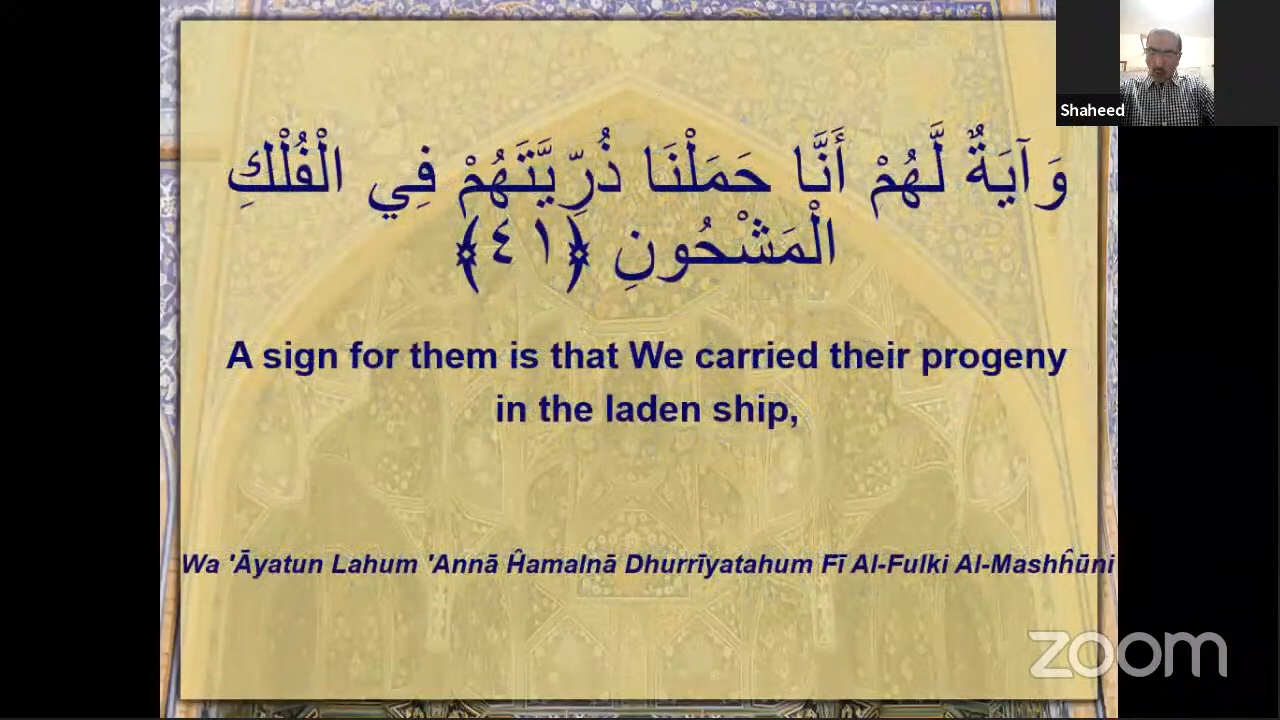 Shaheed
وَآيَةٌ لَّهُمْ أَنَّا حَمَلْنَا ذُرِّيَّتَهُمْ فِي الْفُلْكِ
الْمَشْحُونِ ﴿٤١﴾
A sign for them is that We carried their progeny
in the laden ship,
Wa 'Āyatun Lahum 'Annā Ĥamalnā Dhurrīyatahum Fī Al-Fulki Al-Mashĥūni
zoom